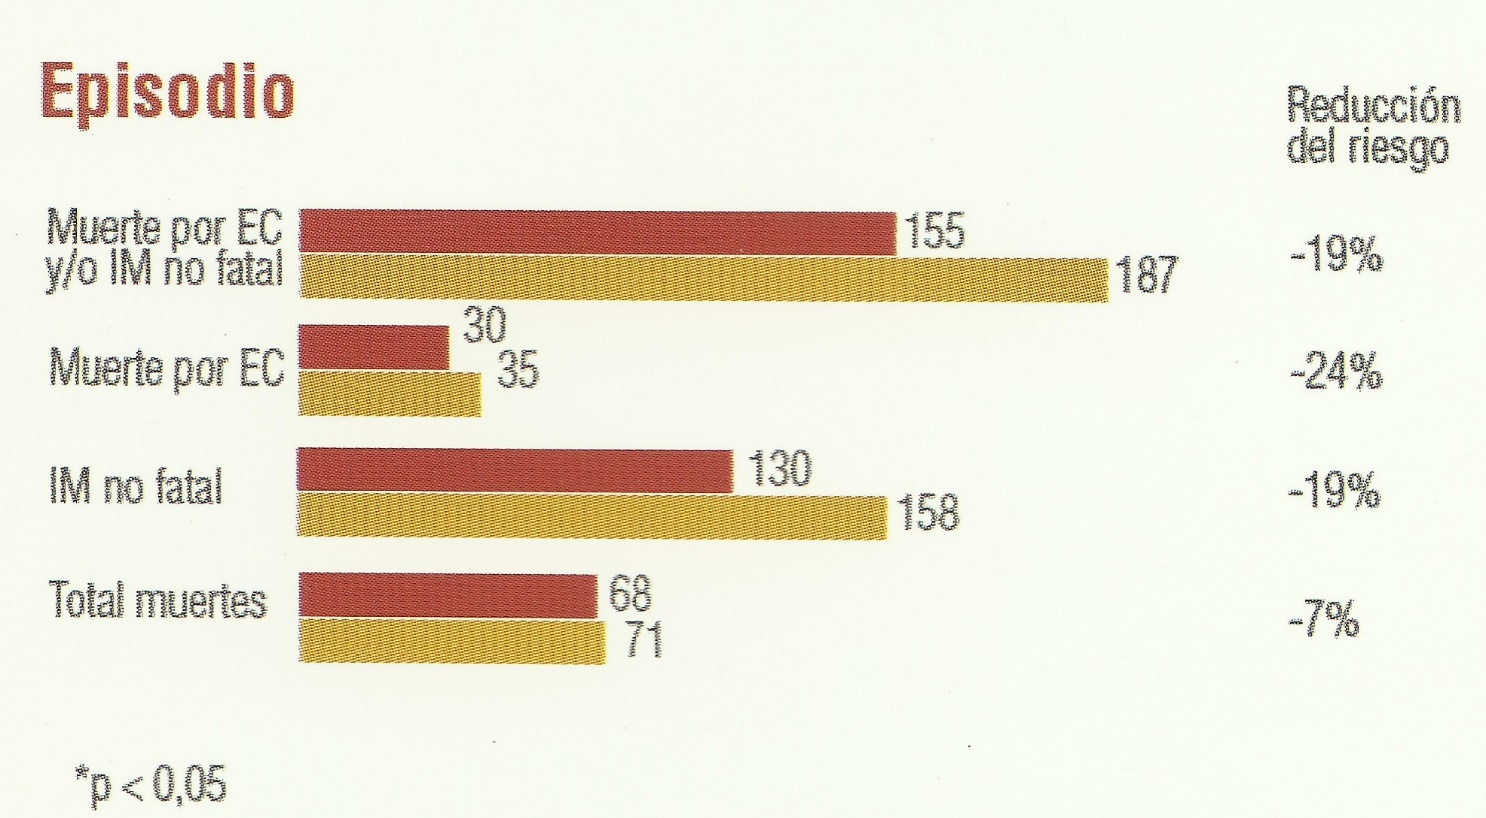 Episodio
Reducción
del riesgo
Muerte por EC
y/o IM no fatal
155
187
-19%
Muerte por EC
30
35
-24%
IM no fatal
130
158
-19%
Total muertes
68
71
-7%
*p < 0,05